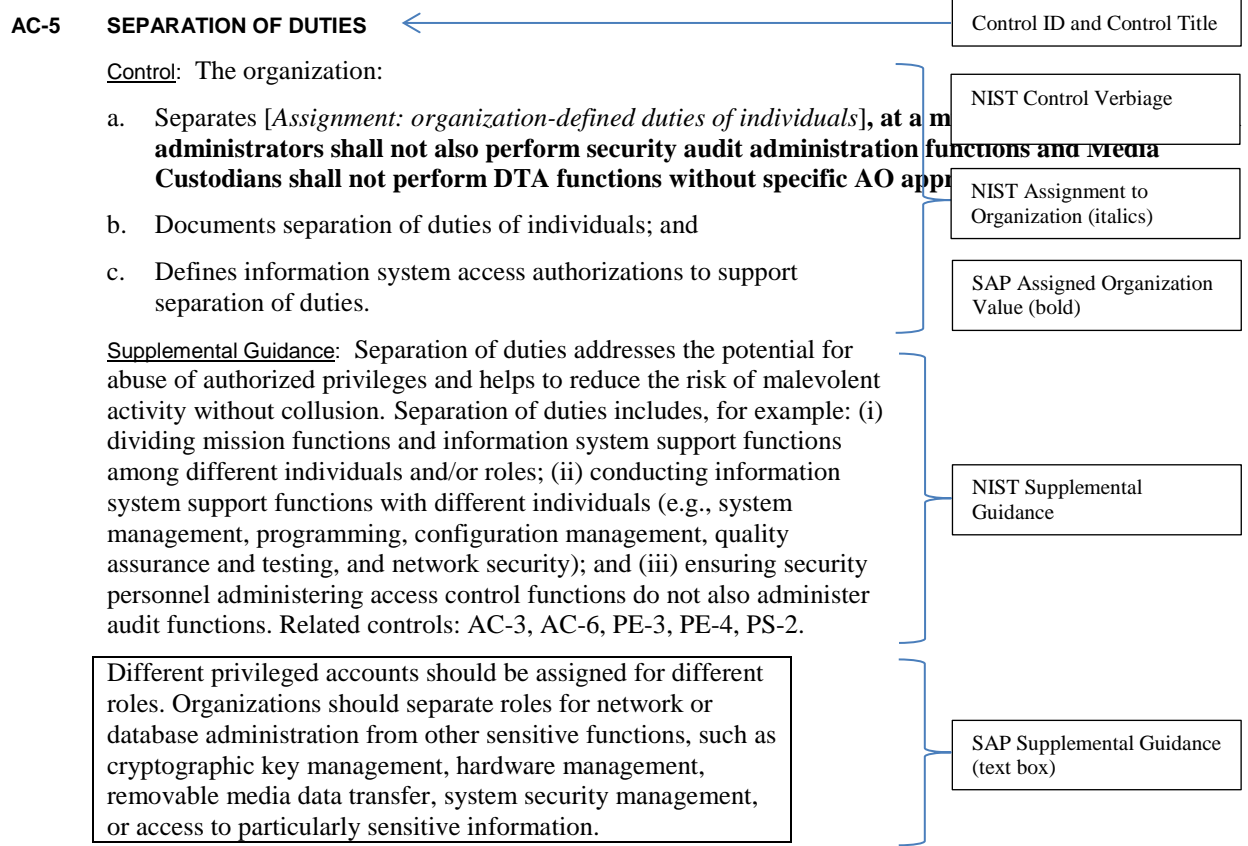 AC-5 SEPARATION OF DUTIES
Control ID and Control Title
Control: The organization:
NIST Control Verbiage
a. Separates [Assignment: organization-defined duties of individuals], at a
administrators shall not also perform security audit administration functions and Media
Custodians shall not perform DTA functions without specific AO
NIST Assignment to
Organization (italics)
b. Documents separation of duties of individuals; and
c. Defines information system access authorizations to support
separation of duties.
SAP Assigned Organization
Value (bold)
Supplemental Guidance: Separation of duties addresses the potential for
abuse of authorized privileges and helps to reduce the risk of malevolent
activity without collusion. Separation of duties includes, for example: (i)
dividing mission functions and information system support functions
among different individuals and/or roles; (ii) conducting information
system support functions with different individuals (e.g., system
management, programming, configuration management, quality
assurance and testing, and network security); and (iii) ensuring security
personnel administering access control functions do not also administer
audit functions. Related controls: AC-3, AC-6, PE-3, PE-4, PS-2.
NIST Supplemental
Guidance
Different privileged accounts should be assigned for different
roles. Organizations should separate roles for network or
database administration from other sensitive functions, such as
cryptographic key management, hardware management,
removable media data transfer, system security management,
or access to particularly sensitive information.
SAP Supplemental Guidance
(text box)